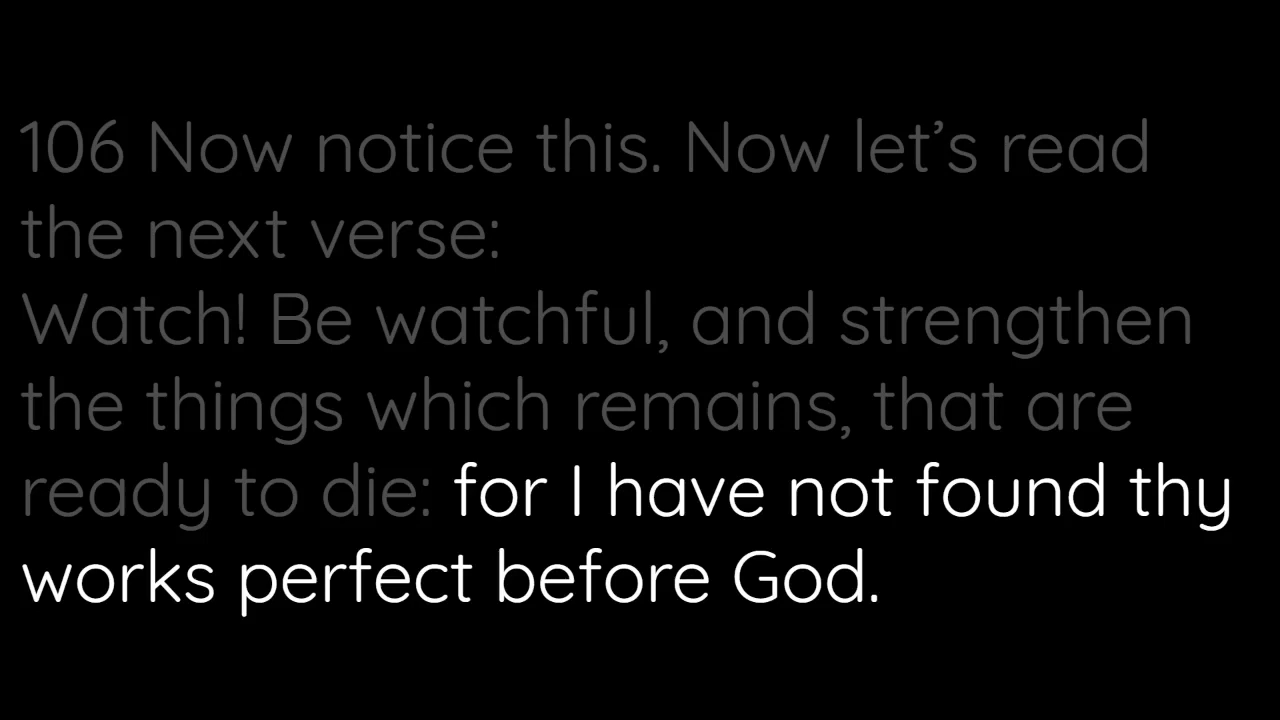 106 Now notice this. Now let’s read
the next verse:
Watch! Be watchful, and strengthen
the things which remains, that are
ready to die: for I have not found thy
works perfect before God.